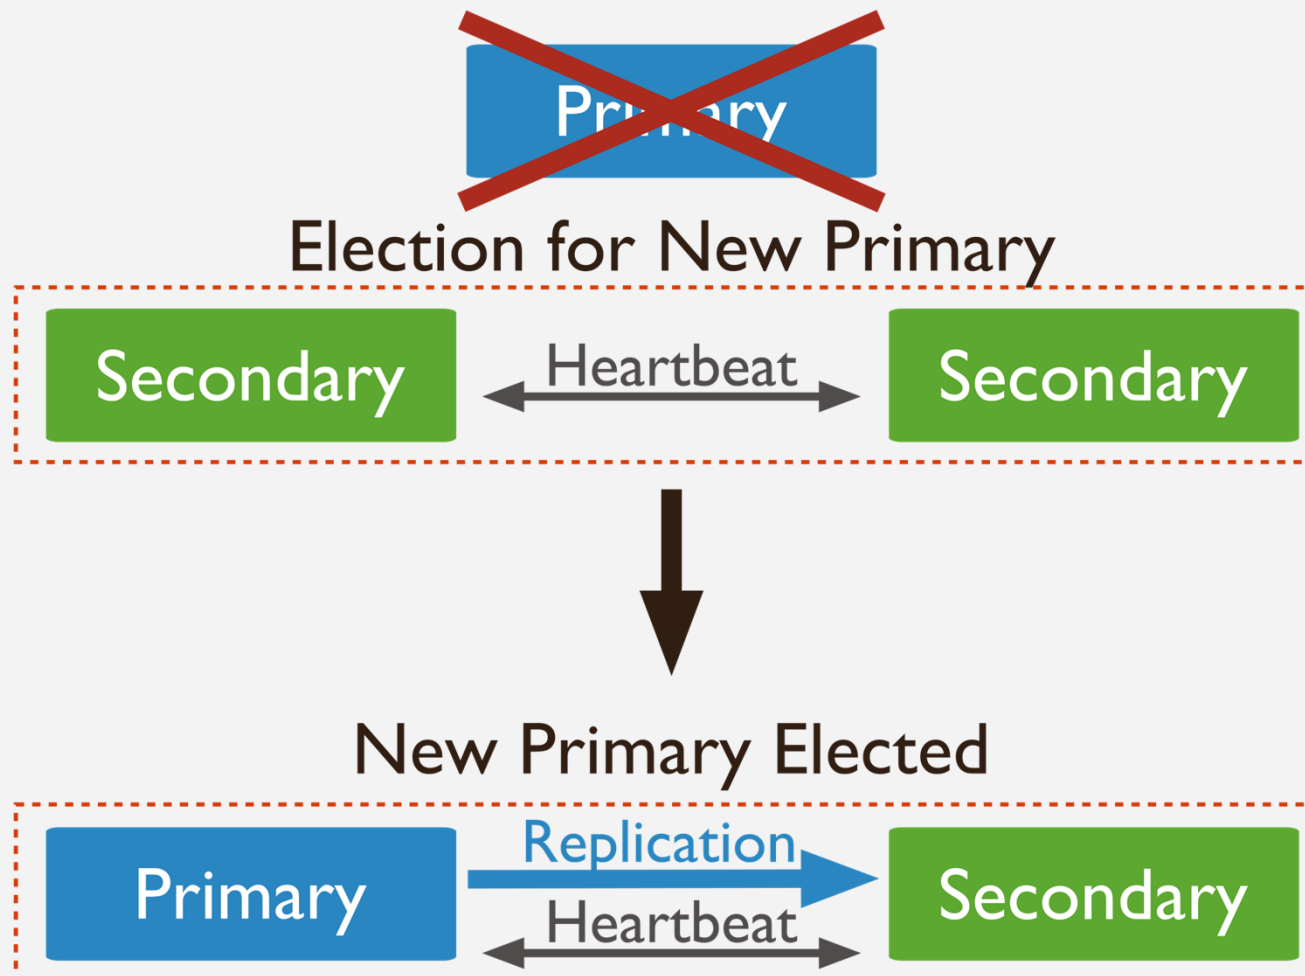 Primary
Election for New Primary
Secondary
Heartbeat
Secondary
New Primary Elected
Primary
Replication
Heartbeat
Secondary